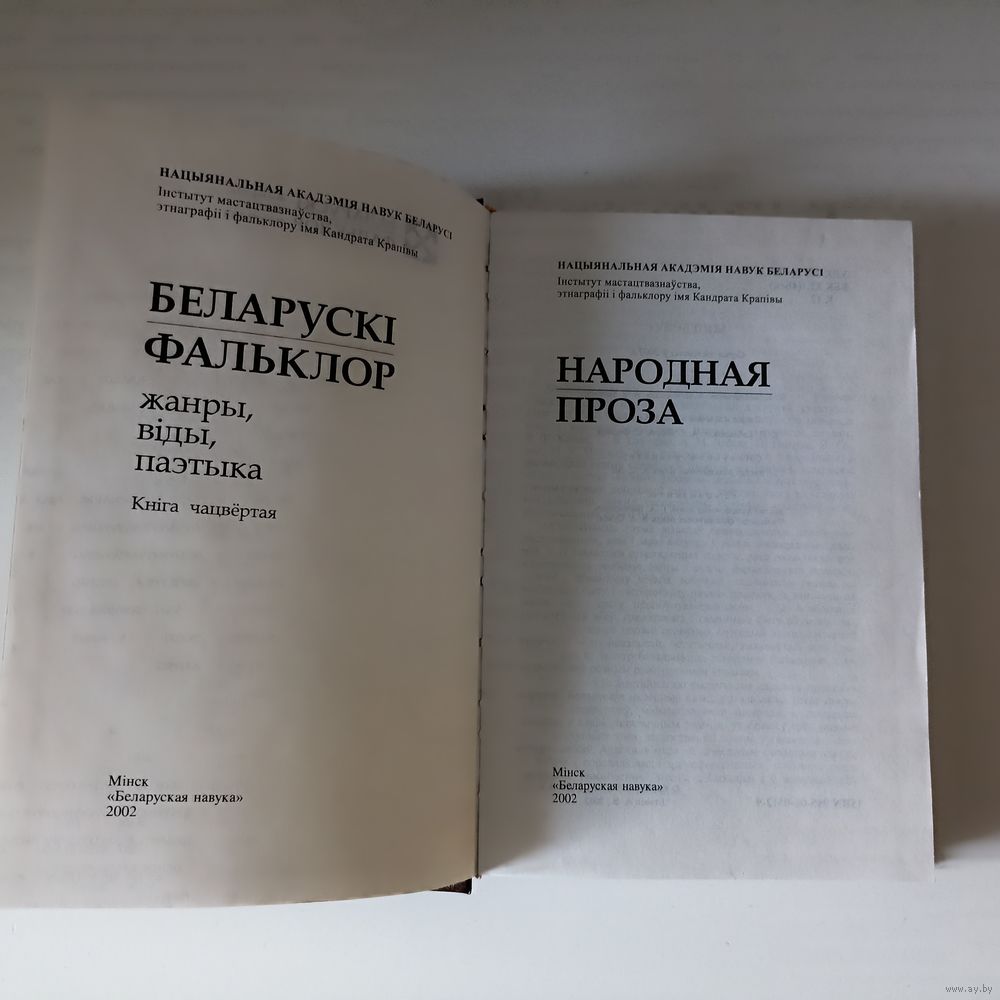 НАЦЫЯНАЛЬНАЯ АКАДЭМІЯ НАВУК БЕЛАРУСІ
Інстытут мастацтвазнаўства,
этнаграфіі і фальклору імя Кандрата Крапівы
БЕЛАРУСКІ
ФАЛЬКЛОР
жанры,
віды,
паэтыка
Кніга чацвёртая
Мінск
«Беларуская навука»
2002
НАЦЫЯНАЛЬНАЯ АКАДЭМІЯ НАВУК БЕЛАРУСІ
Інстытут мастацтвазнаўства,
этнаграфіі і фальклору імя Кандрата Крапівы
НАРОДНАЯ
ПРОЗА
Мінск
«Беларуская навука»
2002
www.ay.by